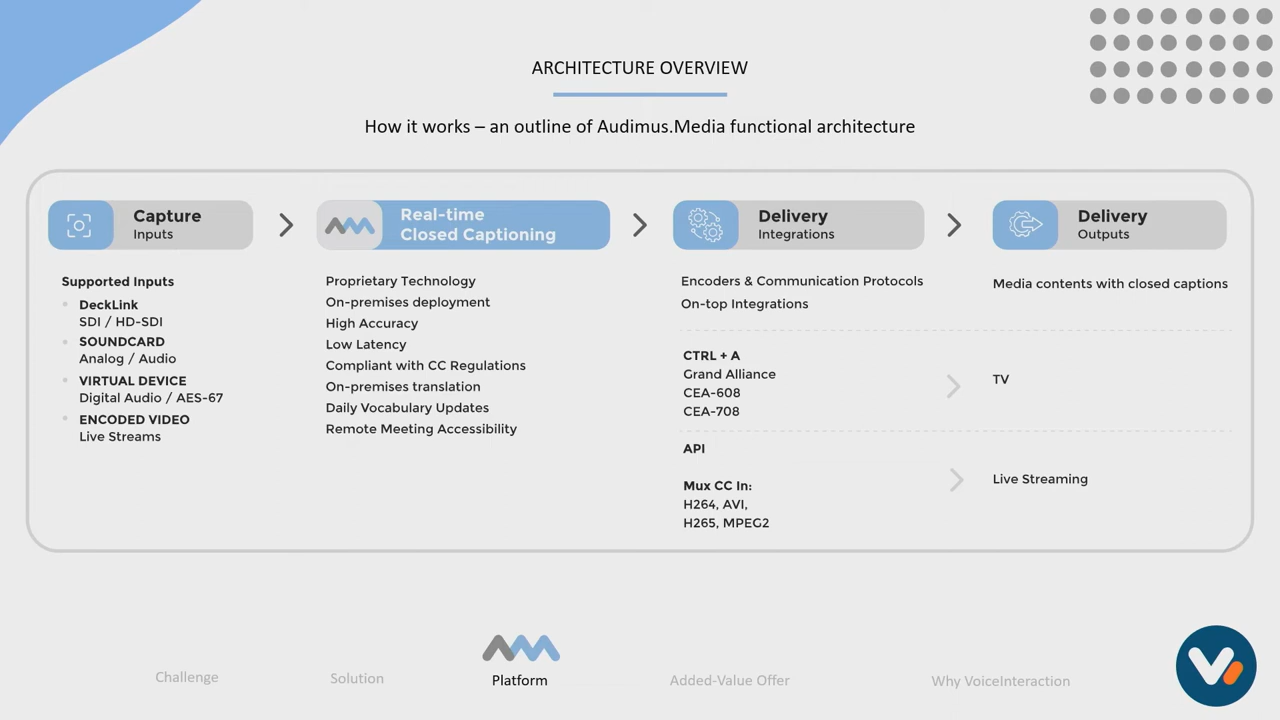 ARCHITECTURE OVERVIEW
How it works – an outline of Audimus.Media functional architecture
Capture
Inputs
Real-time
Closed Captioning
Delivery
Integrations
Delivery
Outputs
Supported Inputs
DeckLink
SDI / HD-SDI
SOUNDCARD
Analog / Audio
VIRTUAL DEVICE
Digital Audio / AES-67
ENCODED VIDEO
Live Streams
Proprietary Technology
On-premises deployment
High Accuracy
Low Latency
Compliant with CC Regulations
On-premises translation
Daily Vocabulary Updates
Remote Meeting Accessibility
Encoders & Communication Protocols
On-top Integrations
CTRL + A
Grand Alliance
CEA-608
CEA-708
API
Mux CC In:
H264, AVI,
H265, MPEG2
Media contents with closed captions
TV
Live Streaming
Challenge
Solution
Platform
Added-Value Offer
Why VoiceInteraction